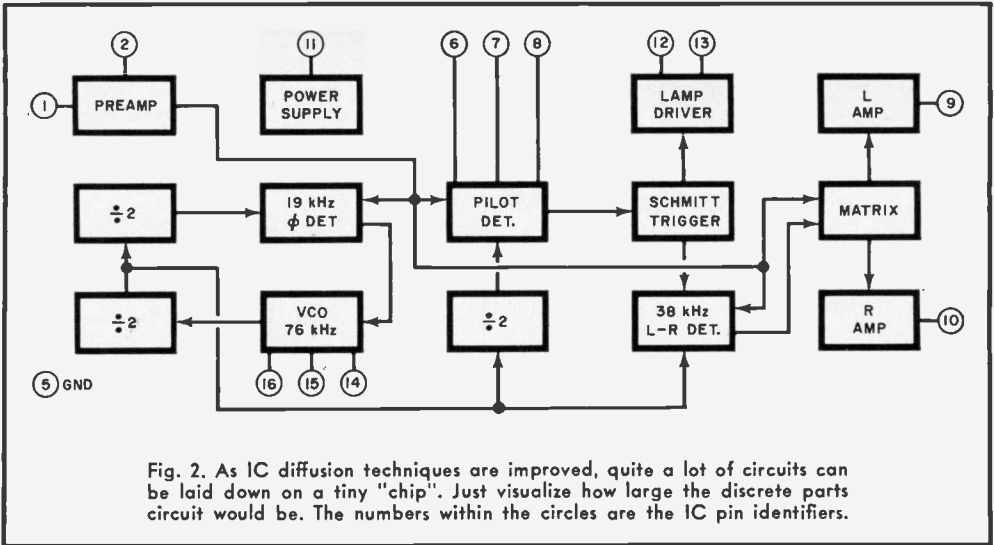 2
11
6
7
8
12
13
1
PREAMP
POWER
SUPPLY
LAMP
DRIVER
L
AMP
9
÷2
19 kHz
φ DET
PILOT
DET.
SCHMITT
TRIGGER
MATRIX
÷2
VCO
76 kHz
÷2
38 kHz
L-R DET.
R
AMP
10
5 GND
16
15
14
Fig. 2. As IC diffusion techniques are improved, quite a lot of circuits can
be laid down on a tiny "chip". Just visualize how large the discrete parts
circuit would be. The numbers within the circles are the IC pin identifiers.